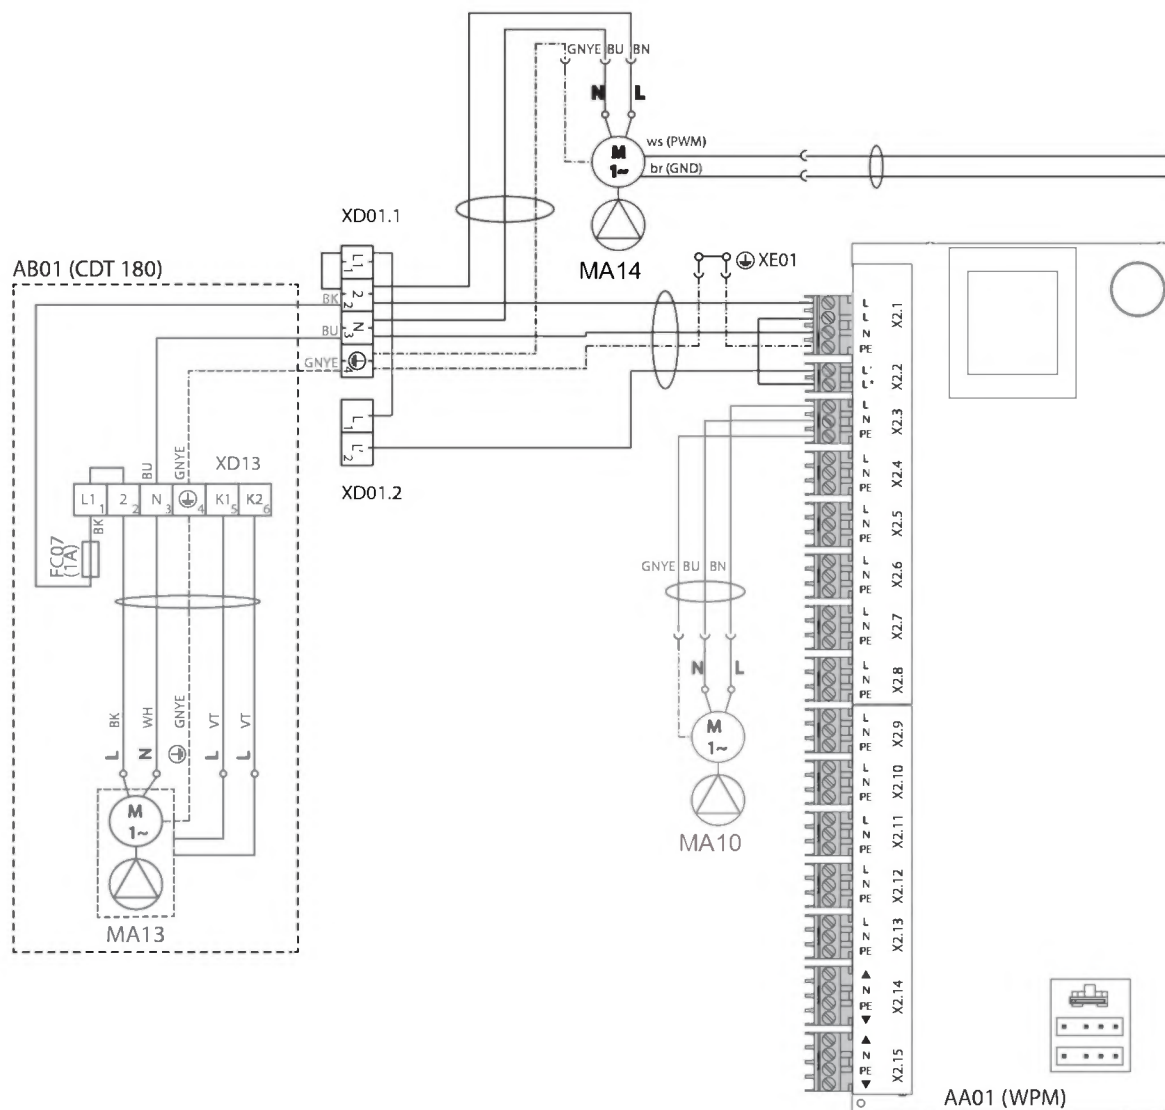 GNYE BU BN
N L
ws (PWM)
M
1~
br (GND)
XD01.1
MA14
XE01
AB01 (CDT 180)
L1 1
BK 2 2
BU N 3
GNYE 4
L 1
L' 2
XD01.2
BU
GNYE
XD13
L1 1 2 2 N 3 4 K1 5 K2 6
BK
FC07
(1A)
BK
WH
GNYE
VT
VT
L
N
L
L
M
1~
MA13
GNYE BU BN
N L
M
1~
MA10
L
L
N
PE
X2.1
L'
L*
X2.2
L
N
PE
X2.3
L
N
PE
X2.4
L
N
PE
X2.5
L
N
PE
X2.6
L
N
PE
X2.7
L
N
PE
X2.8
L
N
PE
X2.9
L
N
PE
X2.10
L
N
PE
X2.11
L
N
PE
X2.12
L
N
PE
X2.13
▲
N
PE
▼
X2.14
▲
N
PE
▼
X2.15
AA01 (WPM)